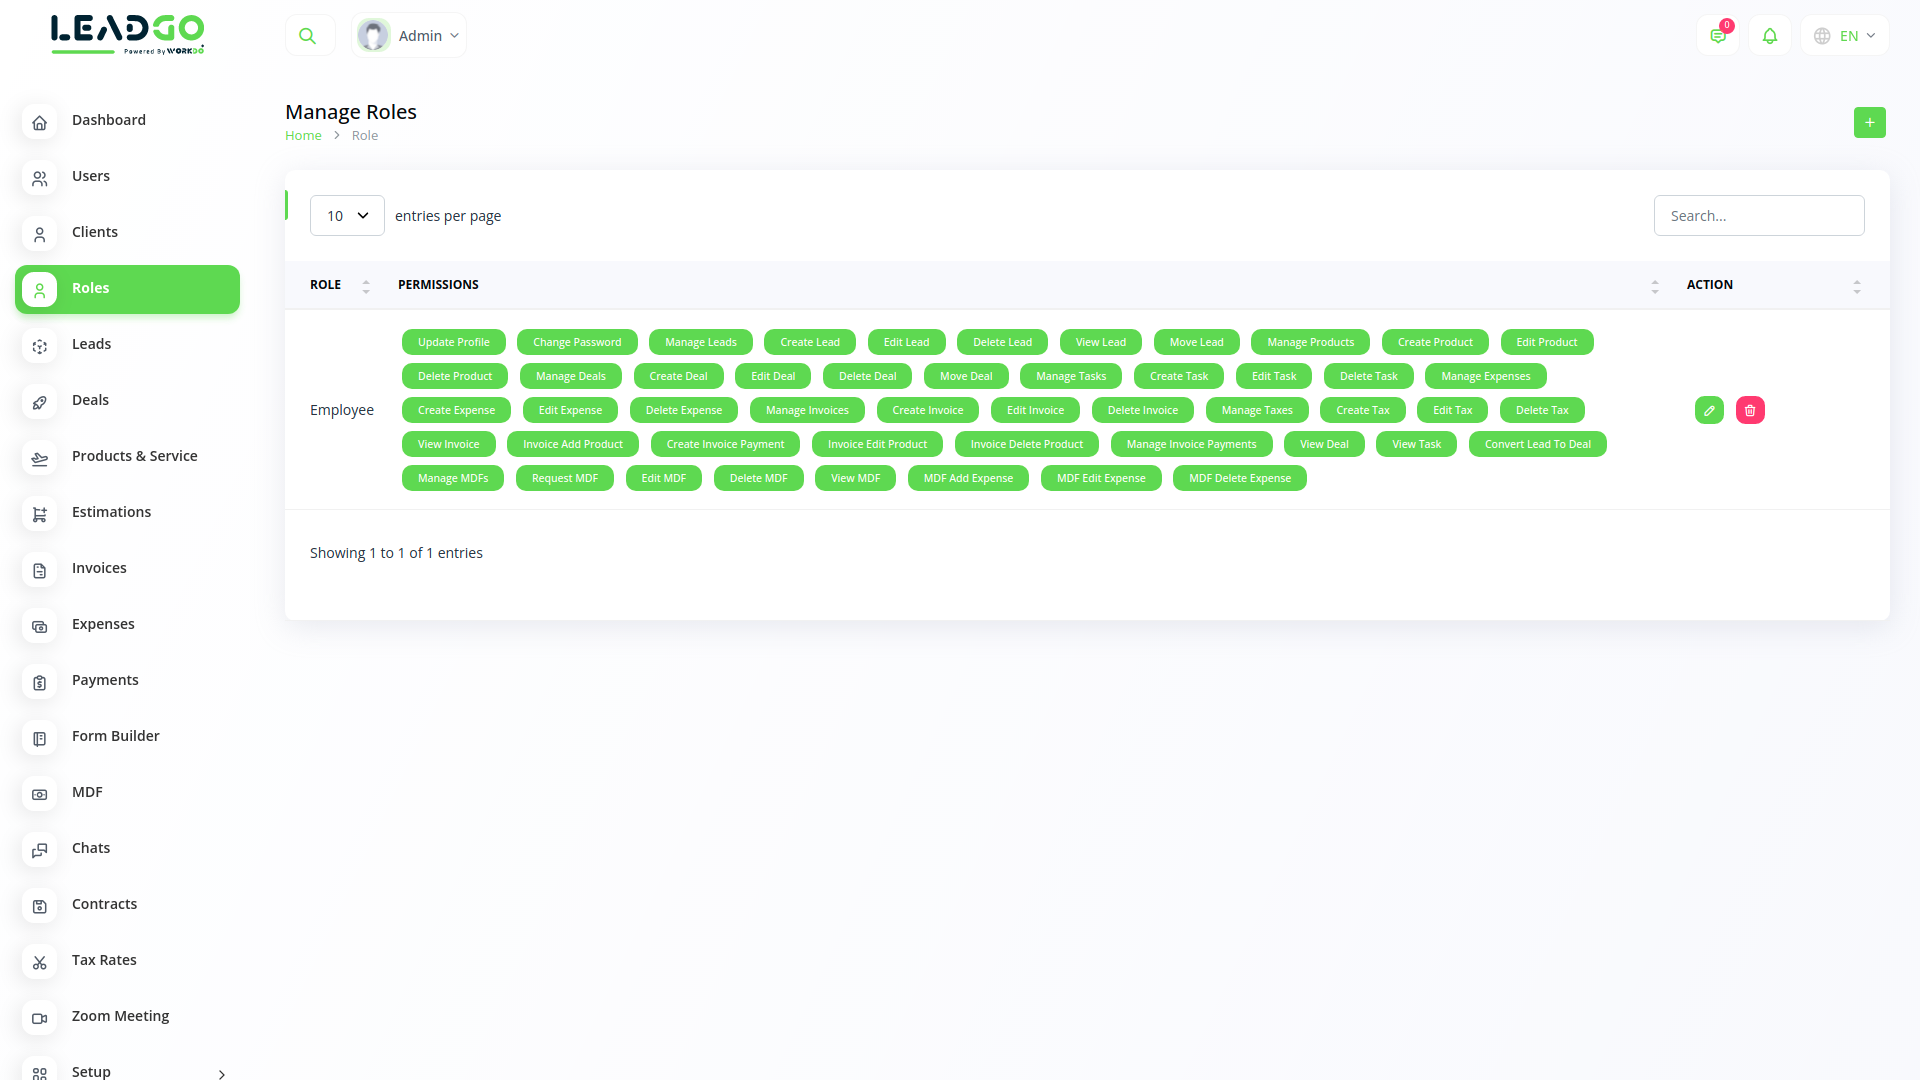 LEADGO
Powered By WORKDO
Admin
0
EN
Dashboard
Users
Clients
Roles
Leads
Deals
Products & Service
Estimations
Invoices
Expenses
Payments
Form Builder
MDF
Chats
Contracts
Tax Rates
Zoom Meeting
Setup
Manage Roles
Home > Role
+
10 entries per page
Search...
ROLE PERMISSIONS ACTION
Employee
Update Profile Change Password Manage Leads Create Lead Edit Lead Delete Lead View Lead Move Lead Manage Products Create Product Edit Product
Delete Product Manage Deals Create Deal Edit Deal Delete Deal Move Deal Manage Tasks Create Task Edit Task Delete Task Manage Expenses
Create Expense Edit Expense Delete Expense Manage Invoices Create Invoice Edit Invoice Delete Invoice Manage Taxes Create Tax Edit Tax Delete Tax
View Invoice Invoice Add Product Create Invoice Payment Invoice Edit Product Invoice Delete Product Manage Invoice Payments View Deal View Task Convert Lead To Deal
Manage MDFs Request MDF Edit MDF Delete MDF View MDF MDF Add Expense MDF Edit Expense MDF Delete Expense
Showing 1 to 1 of 1 entries